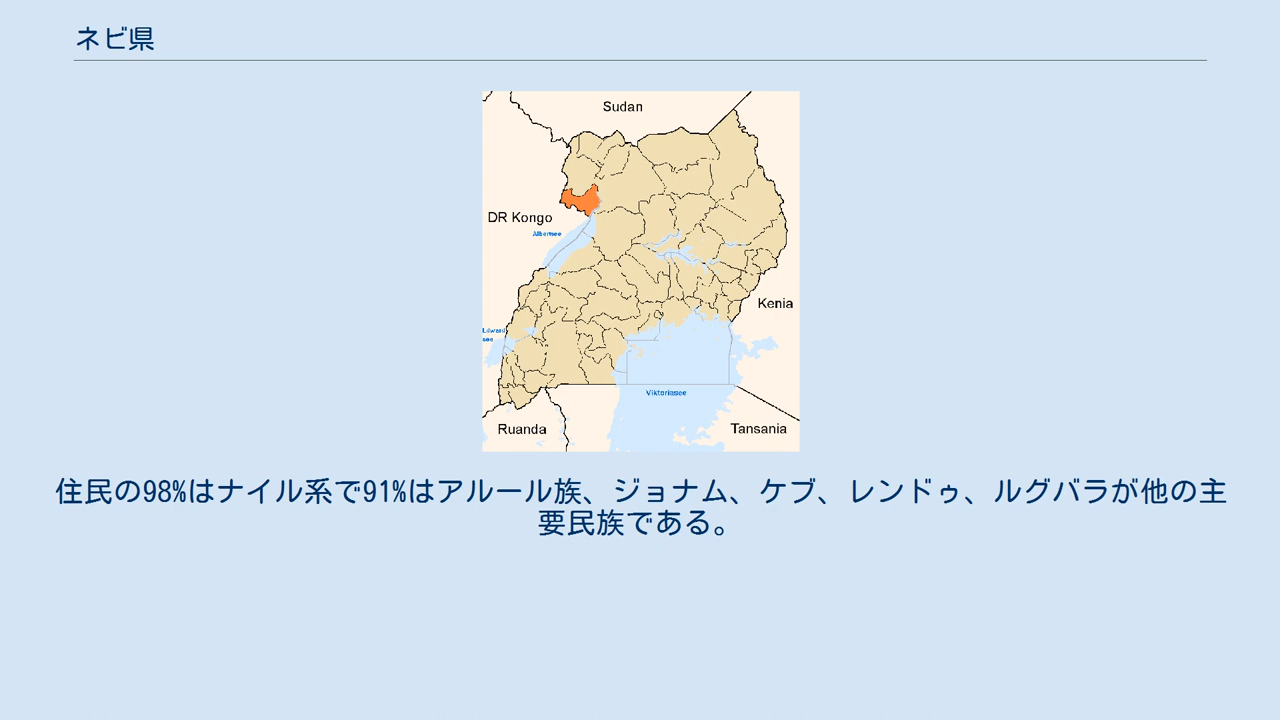 ネビ県
Sudan
DR Kongo
Albertsee
Kenia
Edward
see
Viktoriasee
Ruanda
Tansania
住民の98%はナイル系で91%はアルール族、ジョナム、ケブ、レンドゥ、ルグバラが他の主
要民族である。